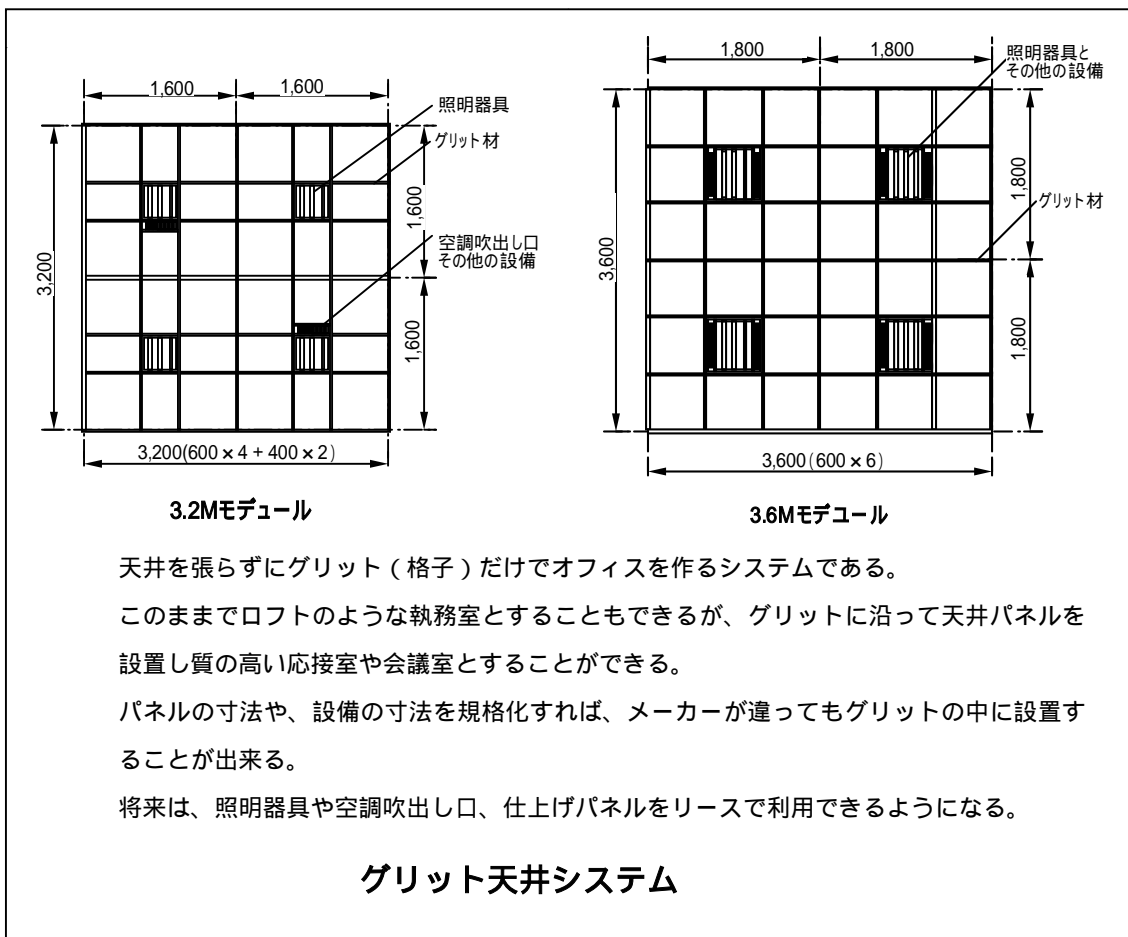 1,600
1,600
照明器具
グリット材
3,200
1,600
空調吹出し口
その他の設備
1,600
3,200(600×4+400×2)
3.2Mモデュール
1,800
1,800
照明器具と
その他の設備
1,800
グリット材
3,600
1,800
3,600(600×6)
3.6Mモデュール
天井を張らずにグリット(格子)だけでオフィスを作るシステムである。
このままでロフトのような執務室とすることもできるが、グリットに沿って天井パネルを
設置し質の高い応接室や会議室とすることができる。
パネルの寸法や、設備の寸法を規格化すれば、メーカーが違ってもグリットの中に設置す
ることが出来る。
将来は、照明器具や空調吹出し口、仕上げパネルをリースで利用できるようになる。
グリット天井システム